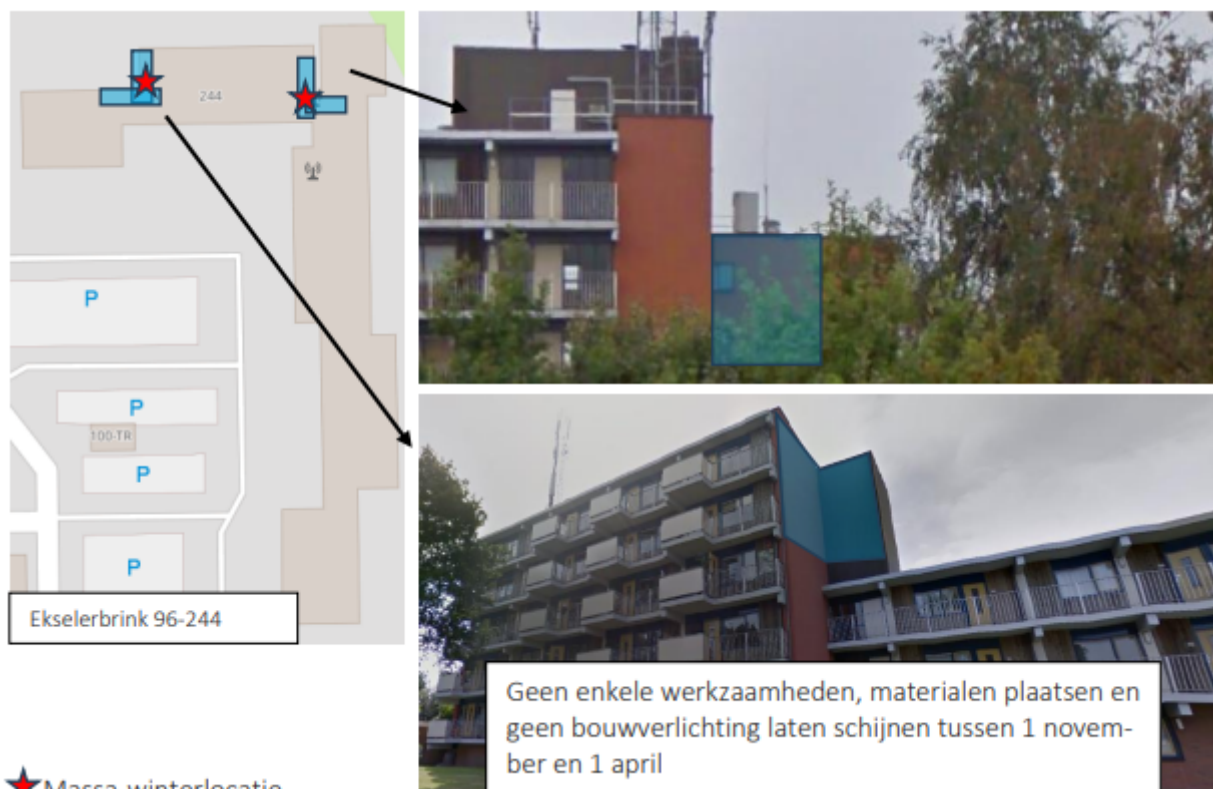 244
P
P
100-TR
P
P
Ekselerbrink 96-244
Geen enkele werkzaamheden, materialen plaatsen en
geen bouwverlichting laten schijnen tussen 1 novem-
ber en 1 april
Massa winterlocatie